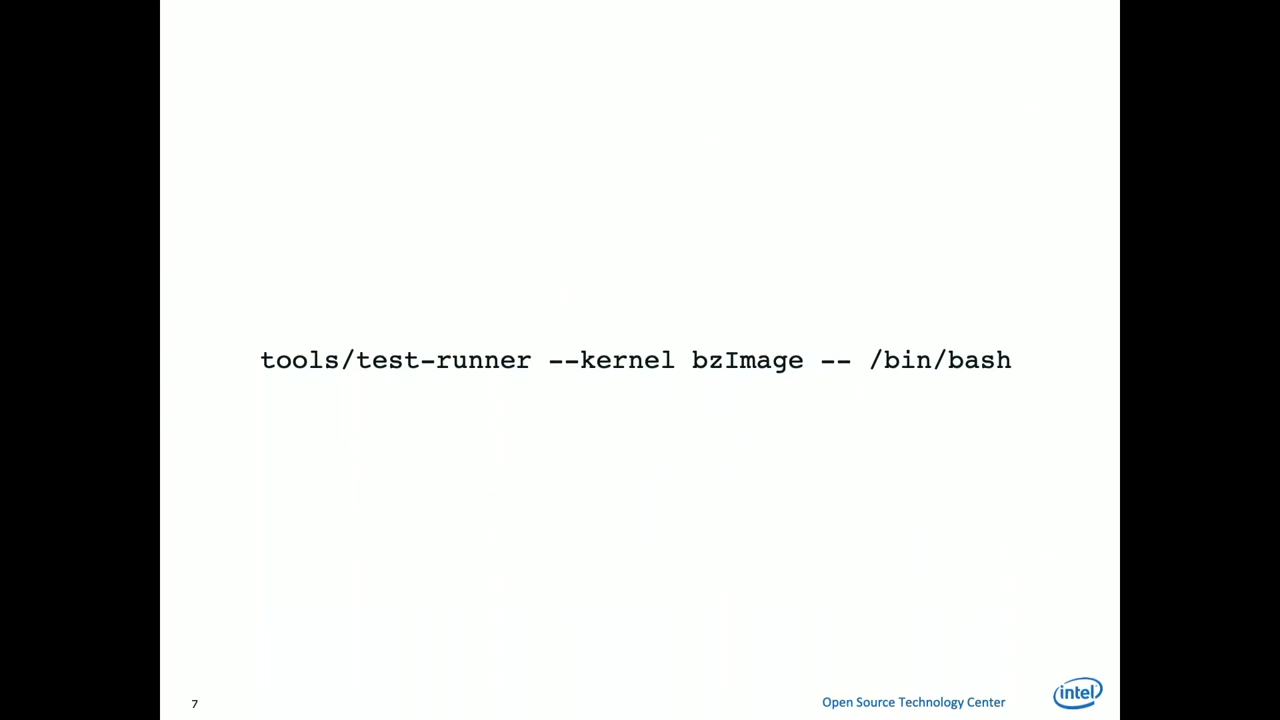 tools/test-runner --kernel bzImage -- /bin/bash
7
Open Source Technology Center
intel